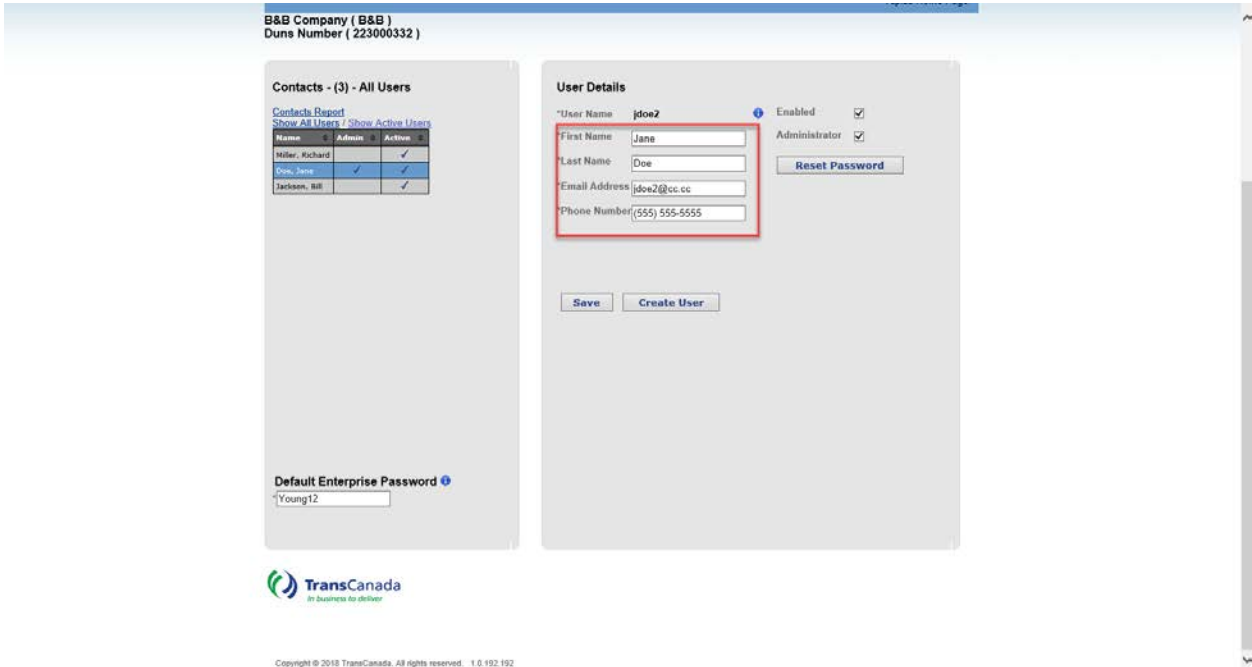 B&B Company ( B&B )
Duns Number ( 223000332 )
Contacts - (3) - All Users
Contacts Report
Show All Users / Show Active Users
Name Admin Active
Miller, Richard ✓
Doe, Jane ✓ ✓
Jackson, Bill ✓
Default Enterprise Password
*Young12
User Details
*User Name jdoe2
*First Name Jane
*Last Name Doe
*Email Address jdoe2@cc.cc
*Phone Number (555) 555-5555
Enabled
Administrator
Reset Password
Save Create User
TransCanada
In business to deliver
Copyright © 2018 TransCanada. All rights reserved. 1.0.192.192